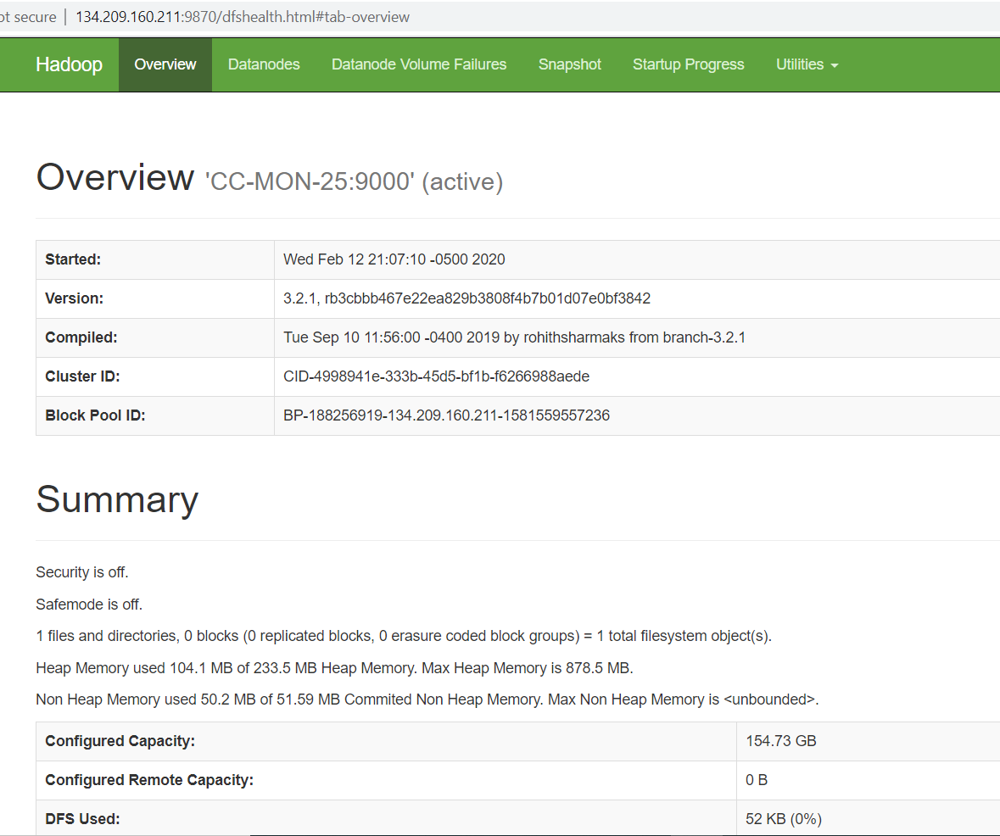 ot secure | 134.209.160.211:9870/dfshealth.html#tab-overview
Hadoop Overview Datanodes Datanode Volume Failures Snapshot Startup Progress Utilities
Overview 'CC-MON-25:9000' (active)
Started: Wed Feb 12 21:07:10 -0500 2020
Version: 3.2.1, rb3cbbb467e22ea829b3808f4b7b01d07e0bf3842
Compiled: Tue Sep 10 11:56:00 -0400 2019 by rohithsharmaks from branch-3.2.1
Cluster ID: CID-4998941e-333b-45d5-bf1b-f6266988aede
Block Pool ID: BP-188256919-134.209.160.211-1581559557236
Summary
Security is off.
Safemode is off.
1 files and directories, 0 blocks (0 replicated blocks, 0 erasure coded block groups) = 1 total filesystem object(s).
Heap Memory used 104.1 MB of 233.5 MB Heap Memory. Max Heap Memory is 878.5 MB.
Non Heap Memory used 50.2 MB of 51.59 MB Commited Non Heap Memory. Max Non Heap Memory is <unbounded>.
Configured Capacity: 154.73 GB
Configured Remote Capacity: 0 B
DFS Used: 52 KB (0%)